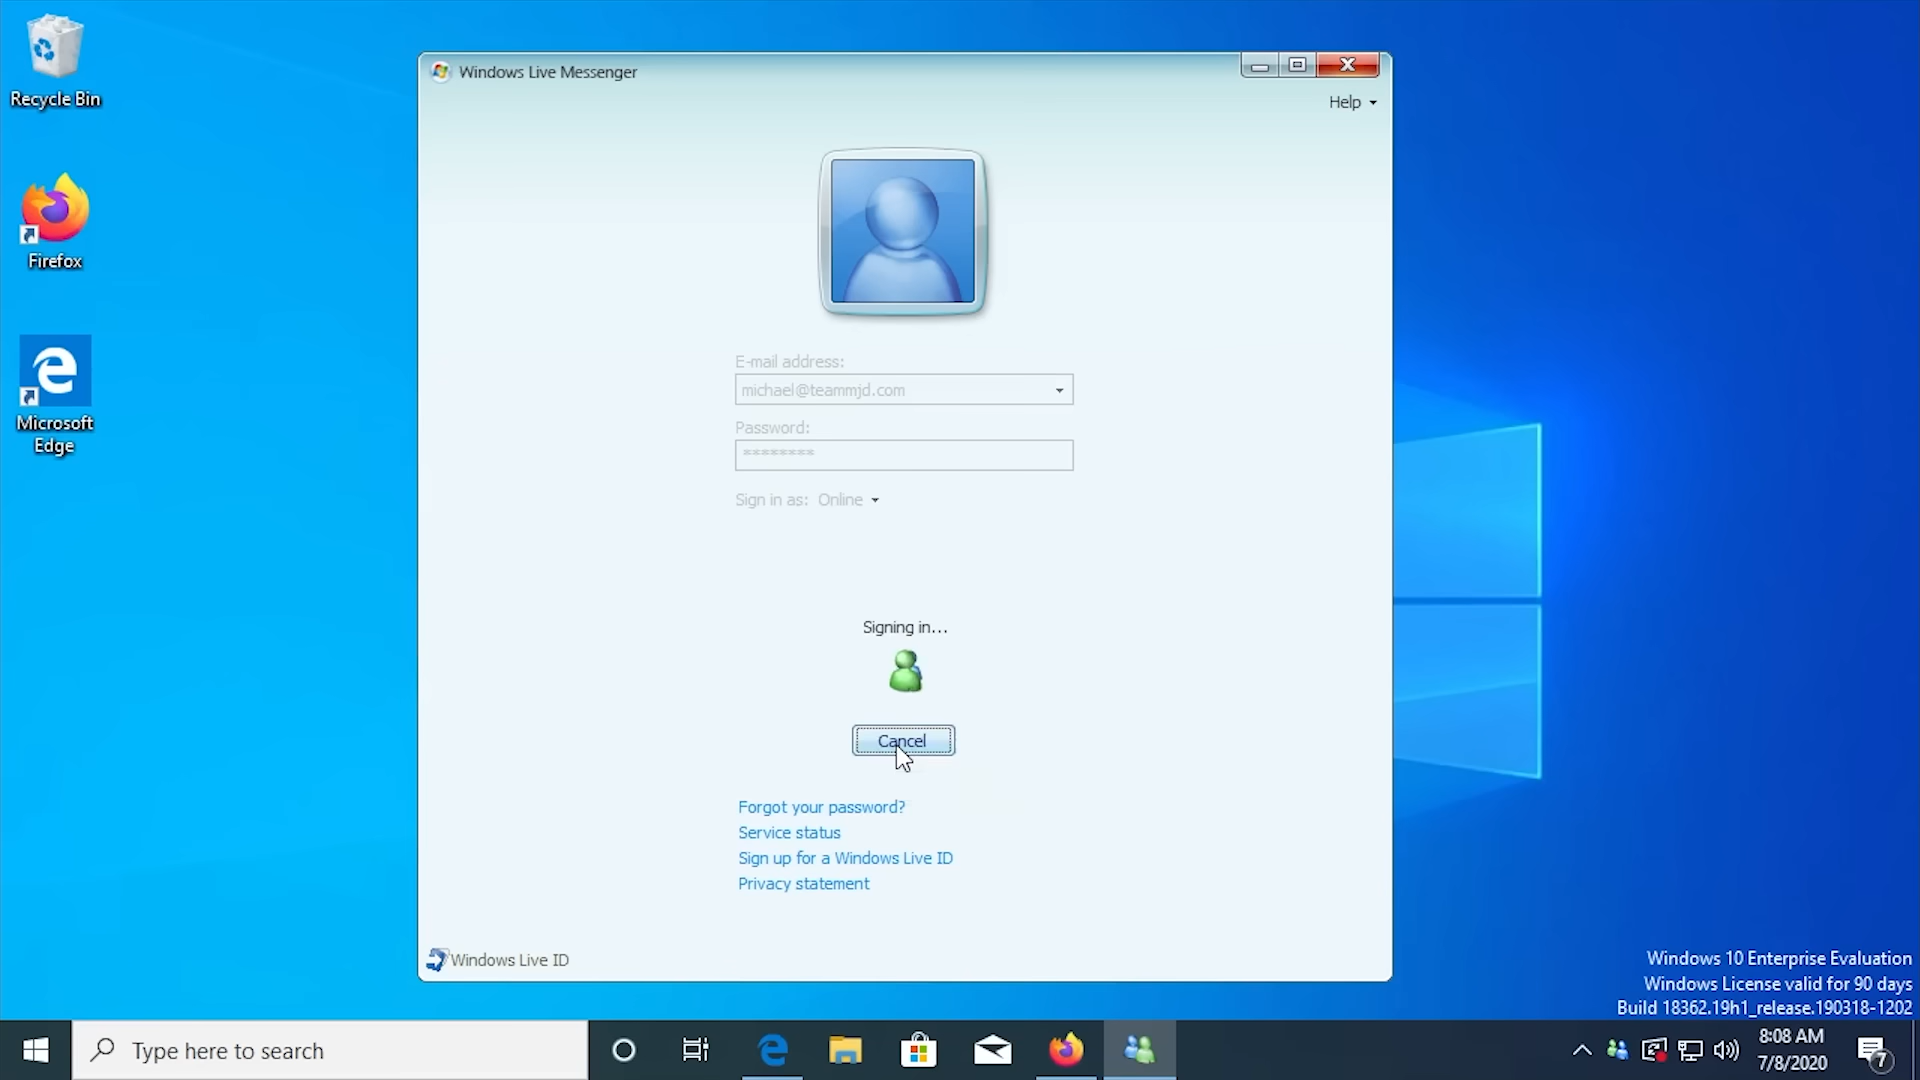 Recycle Bin
Firefox
Microsoft
Edge
Windows Live Messenger
Help
E-mail address:
michael@teammjd.com
Password:
********
Sign in as: Online
Signing in...
Cancel
Forgot your password?
Service status
Sign up for a Windows Live ID
Privacy statement
Windows Live ID
Windows 10 Enterprise Evaluation
Windows License valid for 90 days
Build 18362.19h1_release.190318-1202
Type here to search
8:08 AM
7/8/2020
7